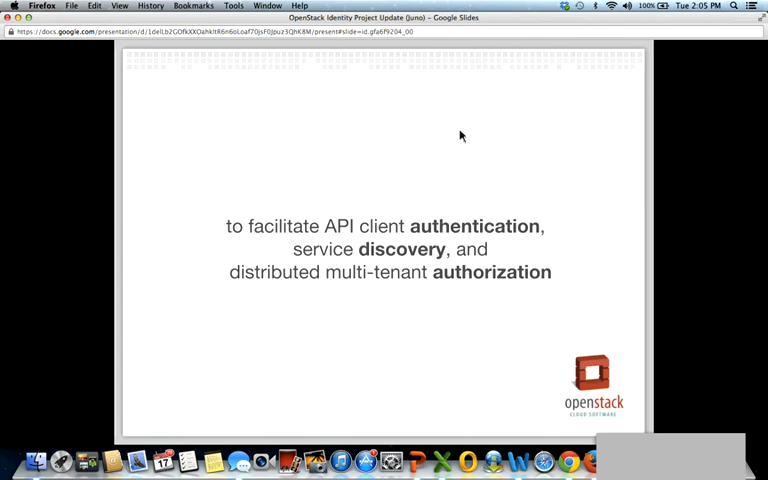 Firefox File Edit View History Bookmarks Tools Window Help 100% Tue 2:05 PM
OpenStack Identity Project Update (Juno) – Google Slides
to facilitate API client authentication,
service discovery, and
distributed multi-tenant authorization
openstack
CLOUD SOFTWARE
17